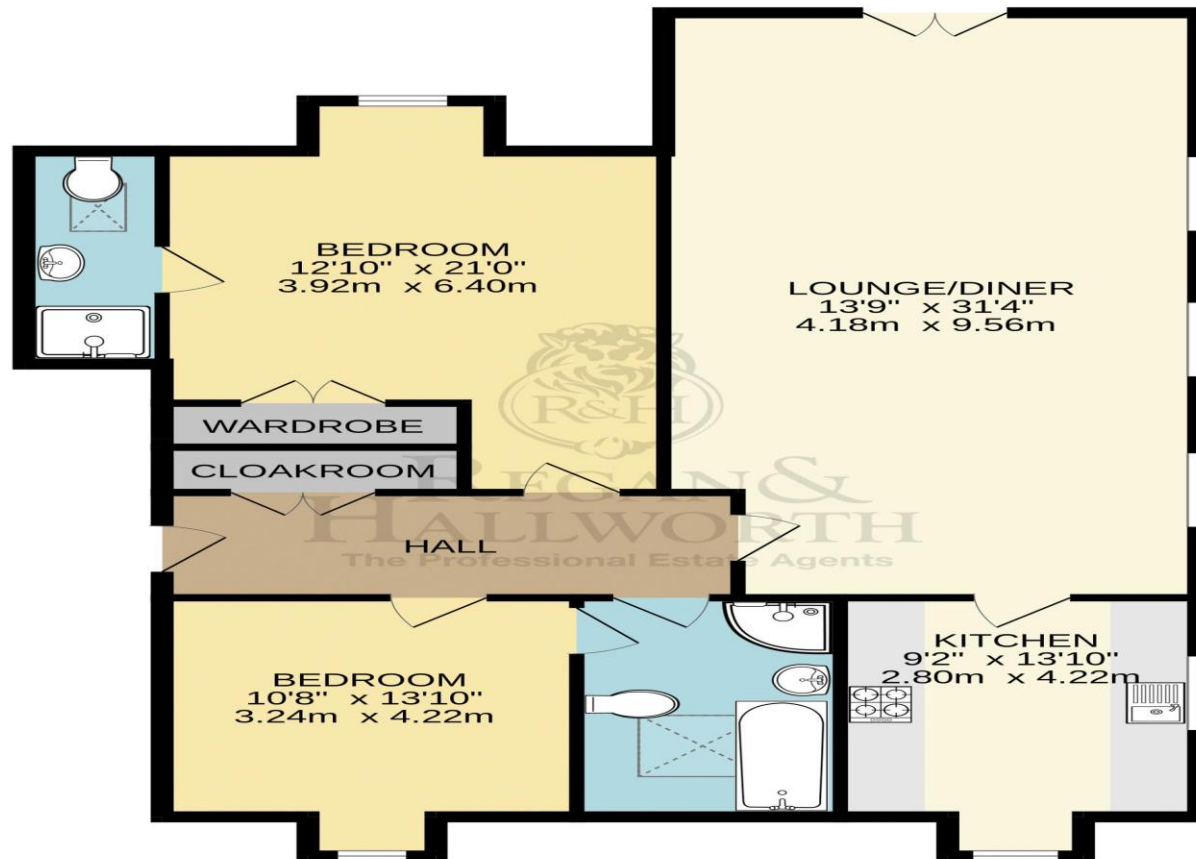 BEDROOM
12'10" x 21'0"
3.92m x 6.40m
LOUNGE/DINER
13'9" x 31'4"
4.18m x 9.56m
R&H
WARDROBE
CLOAKROOM
REGAN &
HALLWORTH
The Professional Estate Agents
HALL
BEDROOM
10'8" x 13'10"
3.24m x 4.22m
KITCHEN
9'2" x 13'10"
2.80m x 4.22m